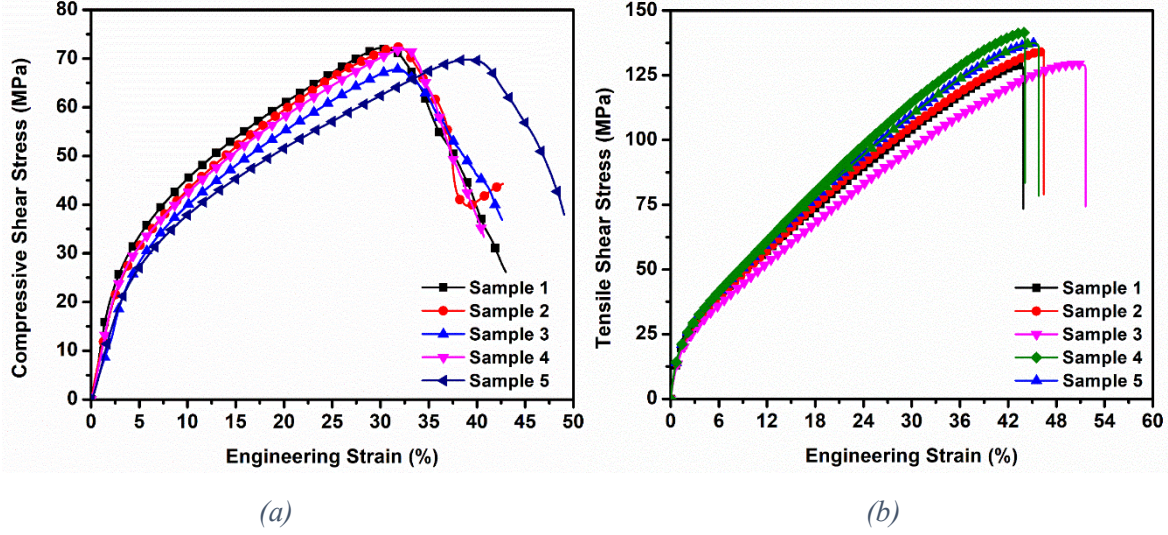 Compressive Shear Stress (MPa)
80
70
60
50
40
30
20
10
0
0 5 10 15 20 25 30 35 40 45 50
Engineering Strain (%)
Sample 1
Sample 2
Sample 3
Sample 4
Sample 5
(a)
Tensile Shear Stress (MPa)
150
125
100
75
50
25
0
0 6 12 18 24 30 36 42 48 54 60
Engineering Strain (%)
Sample 1
Sample 2
Sample 3
Sample 4
Sample 5
(b)